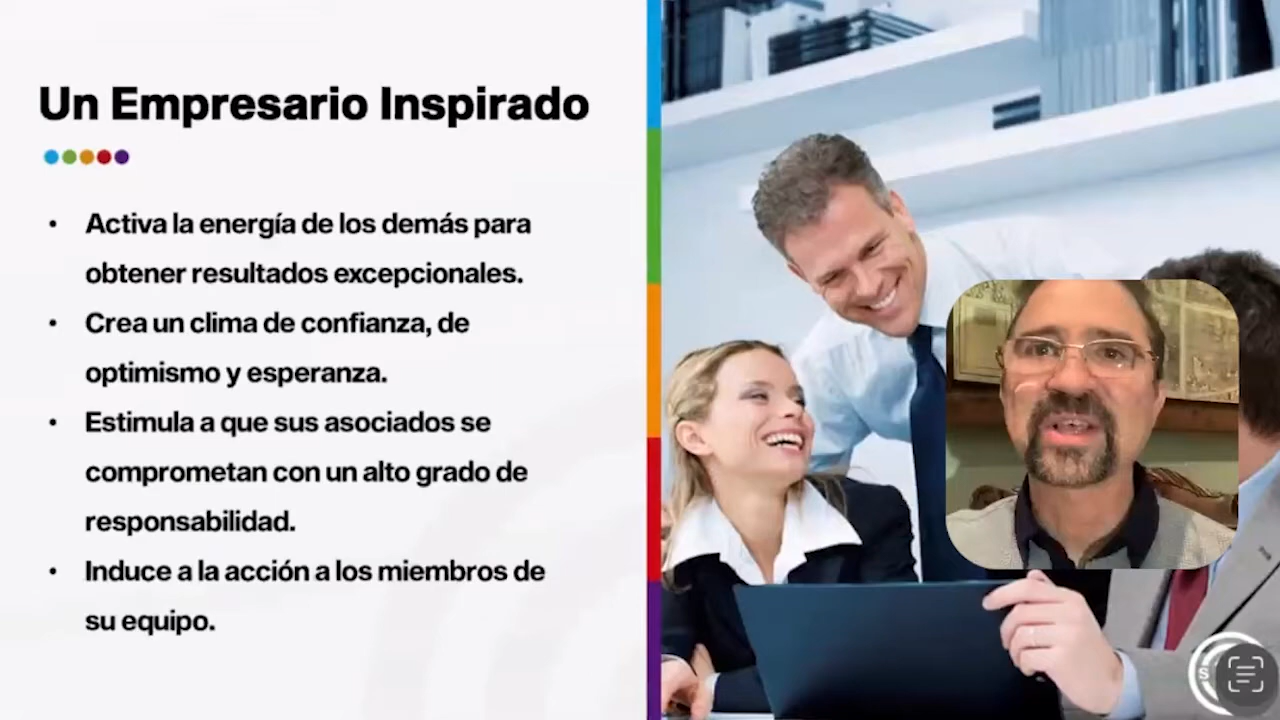 Un Empresario Inspirado
• Activa la energía de los demás para
obtener resultados excepcionales.
• Crea un clima de confianza, de
optimismo y esperanza.
• Estimula a que sus asociados se
comprometan con un alto grado de
responsabilidad.
• Induce a la acción a los miembros de
su equipo.
S